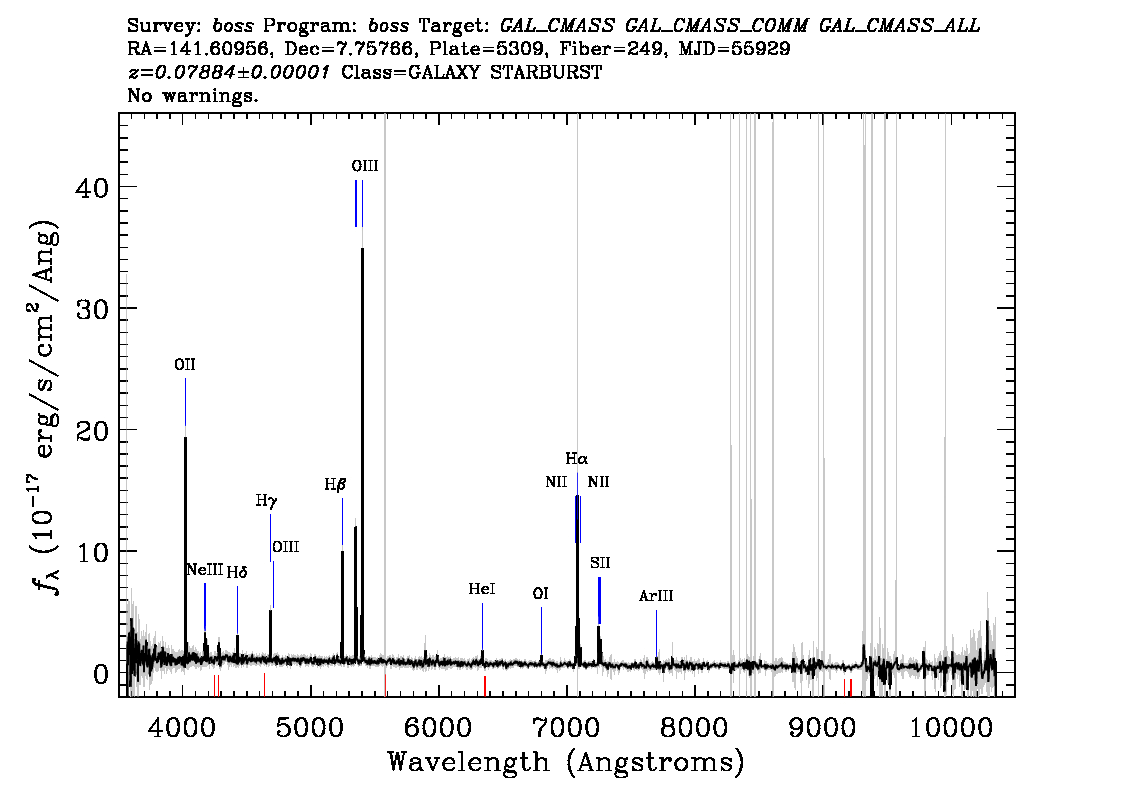 Survey: boss Program: boss Target: GAL_CMASS GAL_CMASS_COMM GAL_CMASS_ALL
RA=141.60956, Dec=7.75766, Plate=5309, Fiber=249, MJD=55929
z=0.07884±0.00001 Class=GALAXY STARBURST
No warnings.
OIII
40
30
OII
20
Hα
NII NII
Hβ
Hγ
10
OIII
NeIII Hδ
SII
HeI
OI
ArIII
0
4000 5000 6000 7000 8000 9000 10000
Wavelength (Angstroms)
f_λ (10⁻¹⁷ erg/s/cm²/Ang)